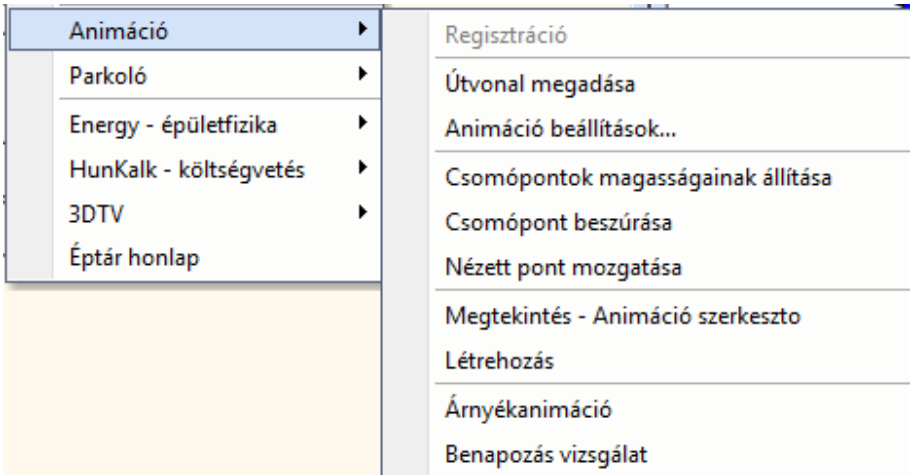 Animáció
Parkoló
Energy - épületfizika
HunKalk - költségvetés
3DTV
Éptár honlap
Regisztráció
Útvonal megadása
Animáció beállítások...
Csomópontok magasságainak állítása
Csomópont beszúrása
Nézett pont mozgatása
Megtekintés - Animáció szerkeszto
Létrehozás
Árnyékanimáció
Benapozás vizsgálat